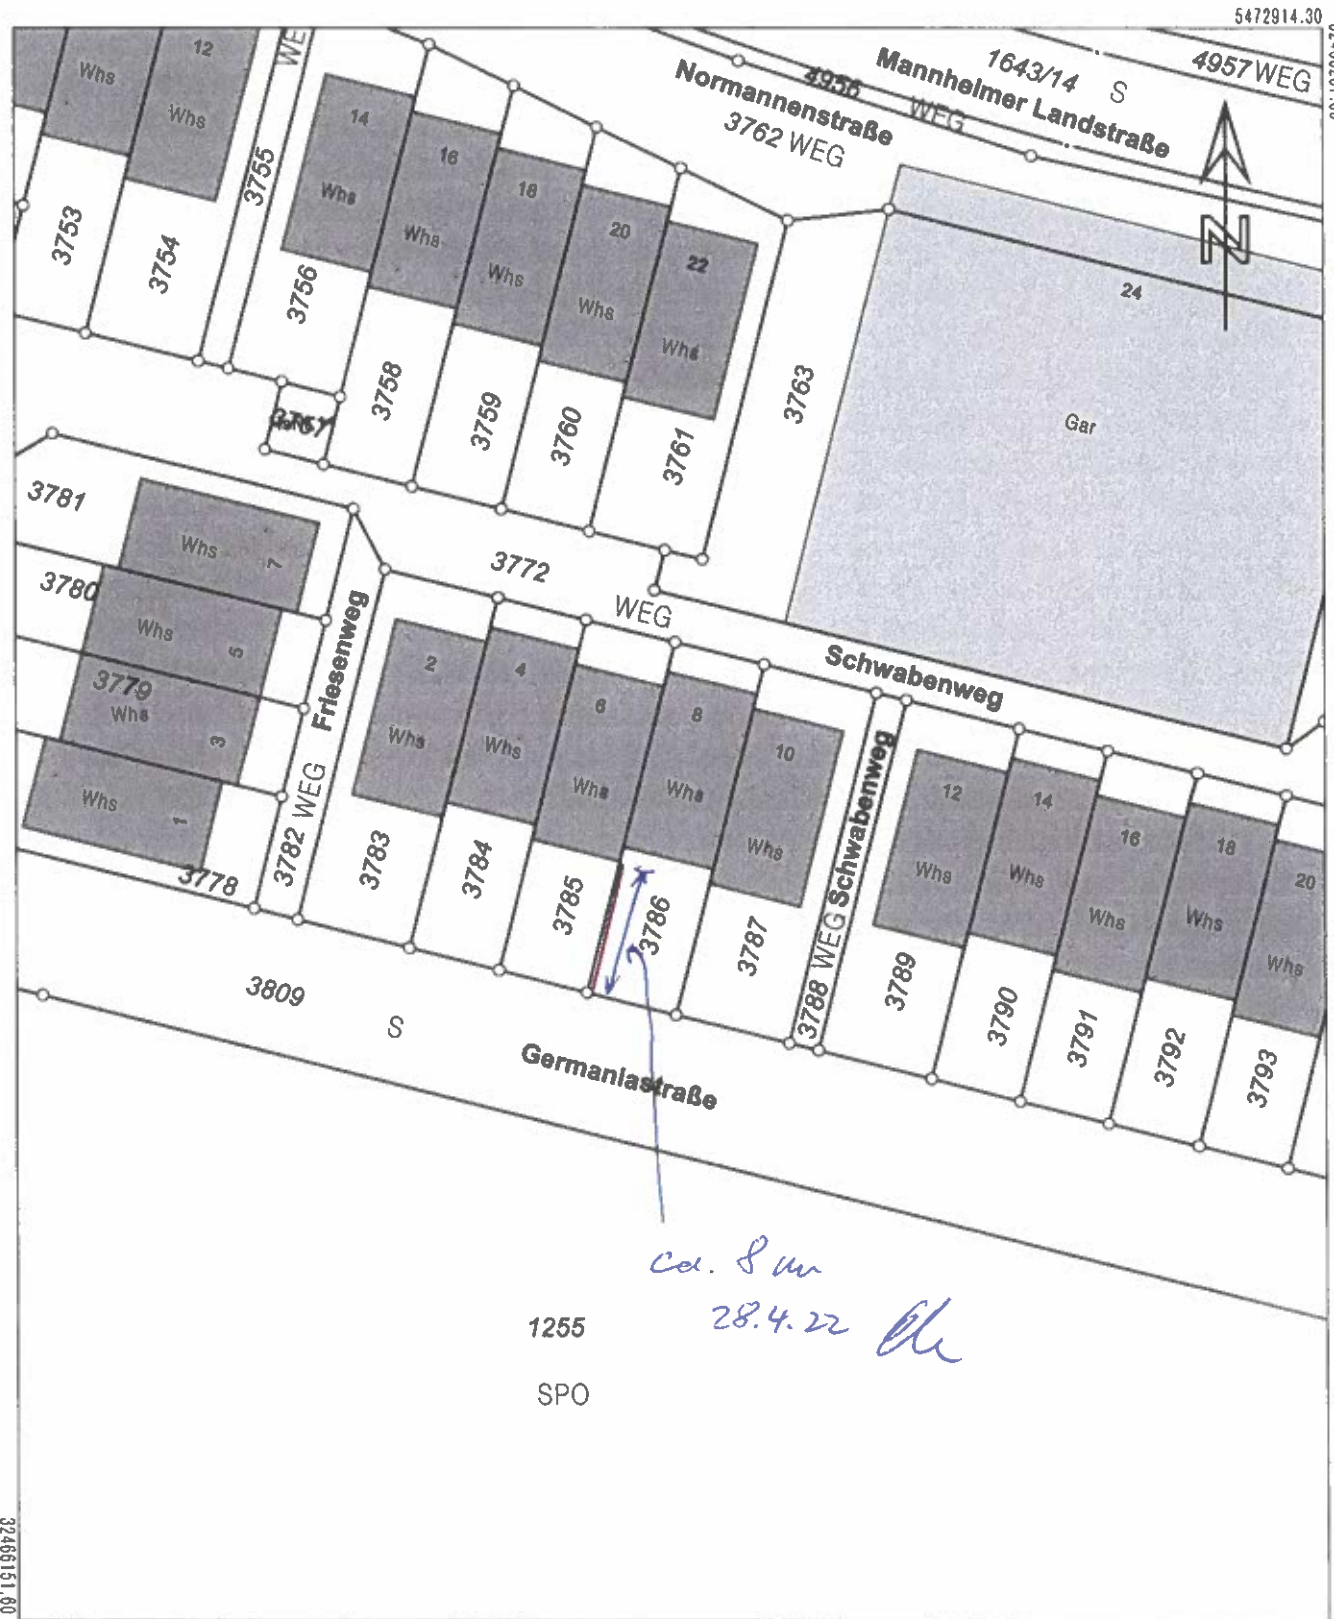 5472914.30
4957 WEG
1643/14 S
Mannheimer Landstraße
4956 WEG
Normannenstraße
3762 WEG
N
12
Whs
Whs
WE
3755
3753
3754
14
Whs
16
Whs
18
Whs
20
Whs
22
Whs
24
Gar
3756
3758
3759
3760
3761
3763
3757
3781
Whs 7
3780
Whs 5
3779
Whs 3
Whs 1
3778
3772
WEG
Schwabenweg
Friesenweg
3782 WEG
2
Whs
4
Whs
6
Whs
8
Whs
10
Whs
3783
3784
3785
3786
3787
3788 WEG Schwabenweg
12
Whs
14
Whs
16
Whs
18
Whs
20
Whs
3789
3790
3791
3792
3793
3809
S
Germaniastraße
ca. 8 m
28.4.22
1255
SPO
32466151.60